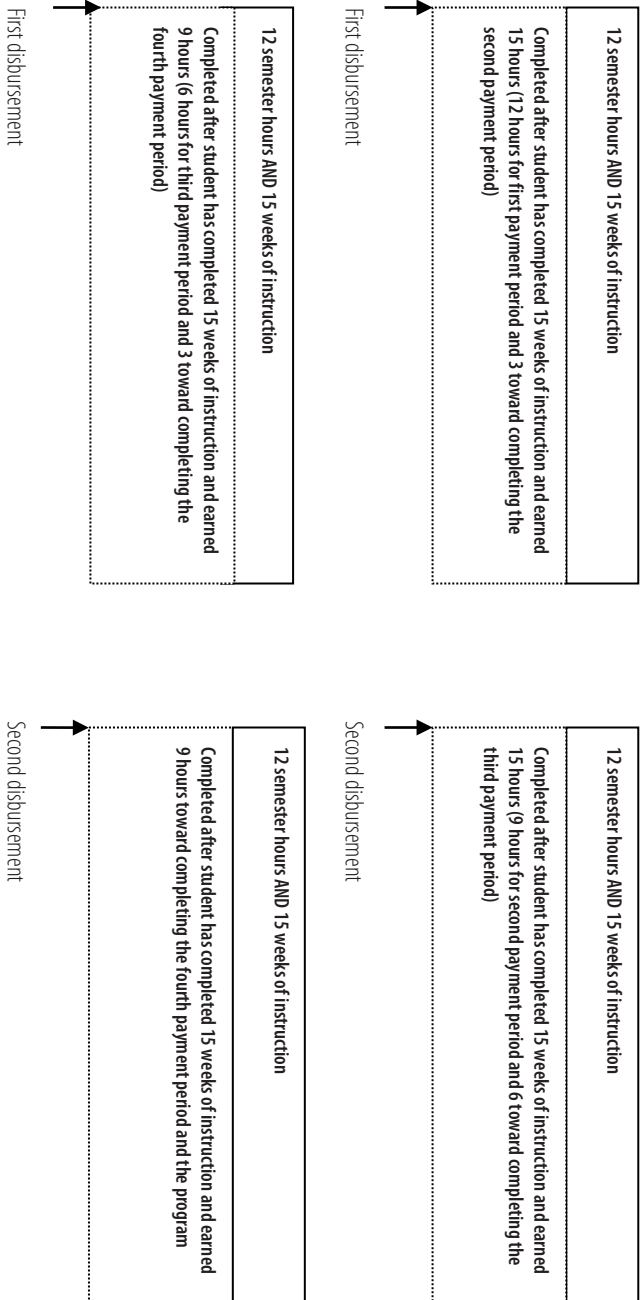 12 semester hours AND 15 weeks of instruction
Completed after student has completed 15 weeks of instruction and earned
15 hours (12 hours for first payment period and 3 toward completing the
second payment period)
First disbursement
12 semester hours AND 15 weeks of instruction
Completed after student has completed 15 weeks of instruction and earned
15 hours (9 hours for second payment period and 6 toward completing the
third payment period)
Second disbursement
12 semester hours AND 15 weeks of instruction
Completed after student has completed 15 weeks of instruction and earned
9 hours (6 hours for third payment period and 3 toward completing the
fourth payment period)
First disbursement
12 semester hours AND 15 weeks of instruction
Completed after student has completed 15 weeks of instruction and earned
9 hours toward completing the fourth payment period and the program
Second disbursement